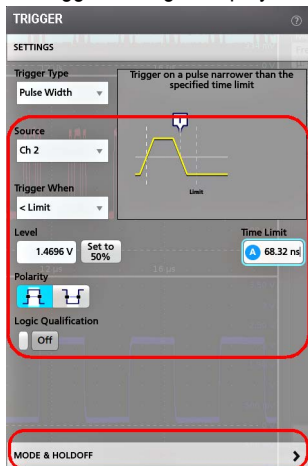 TRIGGER
SETTINGS
Trigger Type
Pulse Width
Trigger on a pulse narrower than the
specified time limit
T
Limit
Source
Ch 2
Trigger When
< Limit
Level
Time Limit
1.4696 V
Set to
50%
A
68.32 ns
12 µs
16 µs
Polarity
Logic Qualification
Off
MODE & HOLDOFF